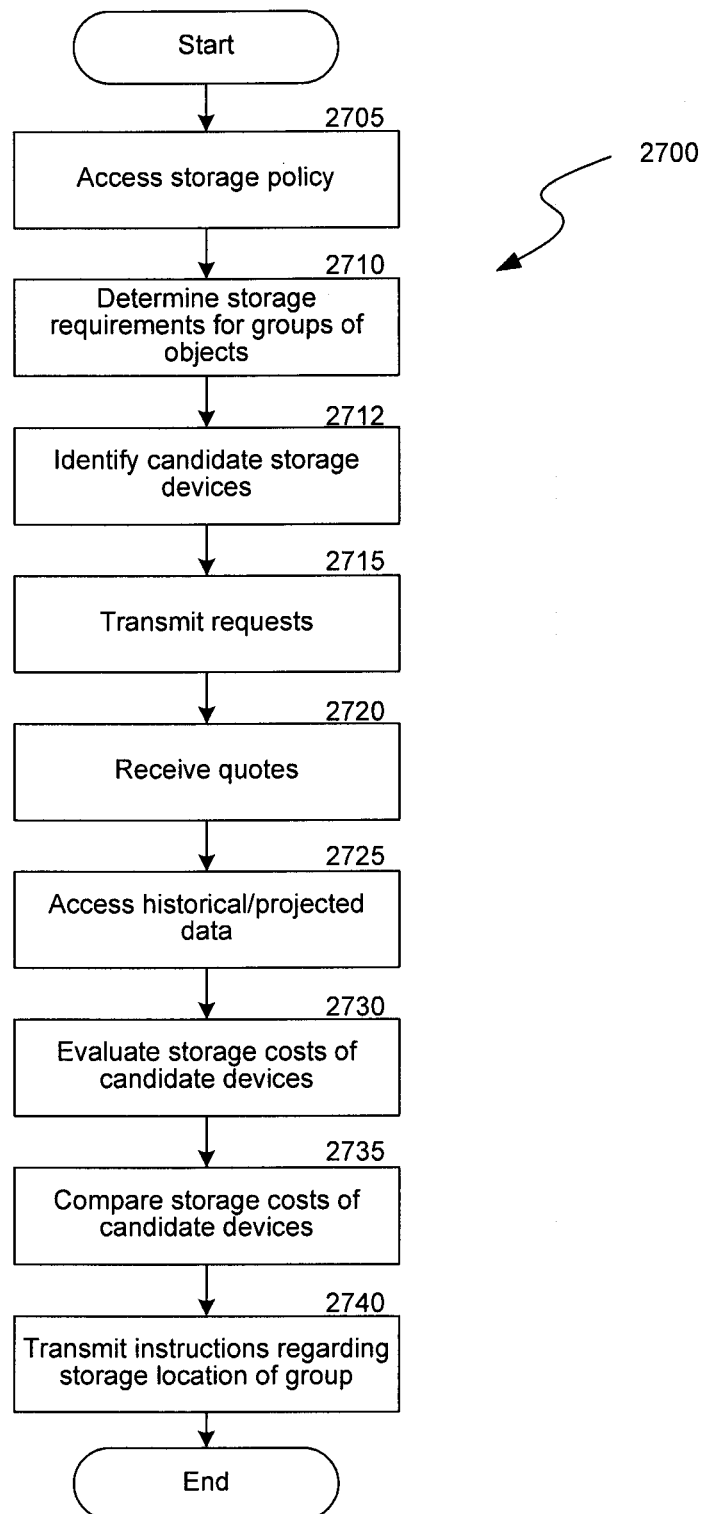 Start
2705
Access storage policy
2700
2710
Determine storage
requirements for groups of
objects
2712
Identify candidate storage
devices
2715
Transmit requests
2720
Receive quotes
2725
Access historical/projected
data
2730
Evaluate storage costs of
candidate devices
2735
Compare storage costs of
candidate devices
2740
Transmit instructions regarding
storage location of group
End